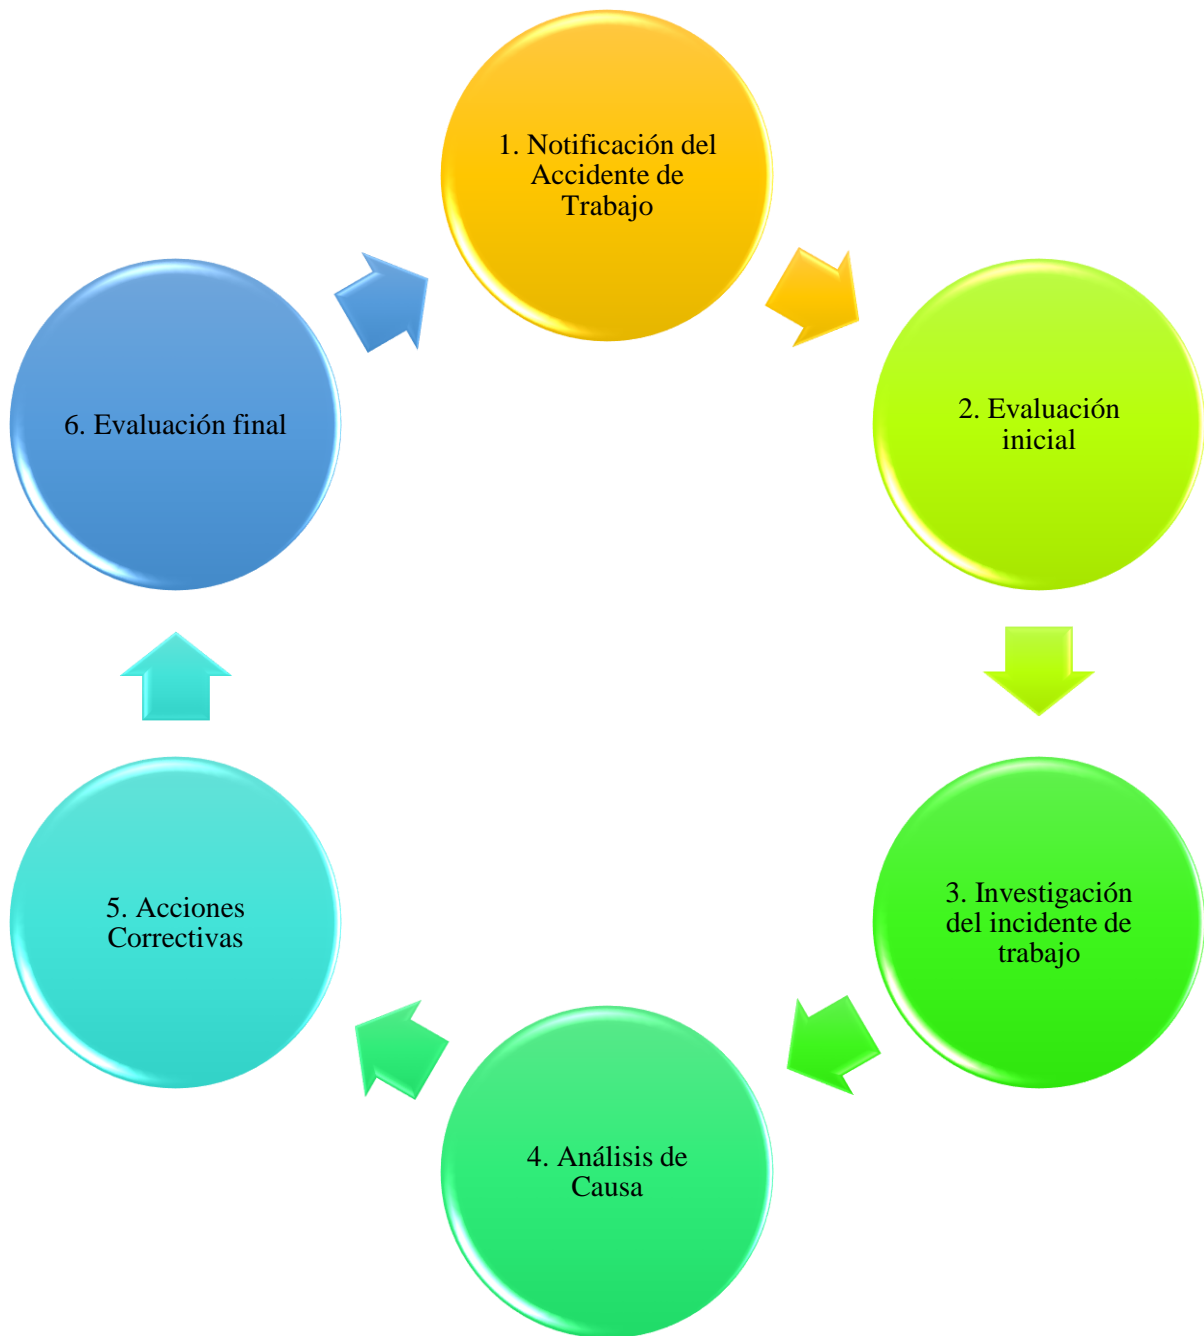 1. Notificación del
Accidente de
Trabajo
2. Evaluación
inicial
3. Investigación
del incidente de
trabajo
4. Análisis de
Causa
5. Acciones
Correctivas
6. Evaluación final